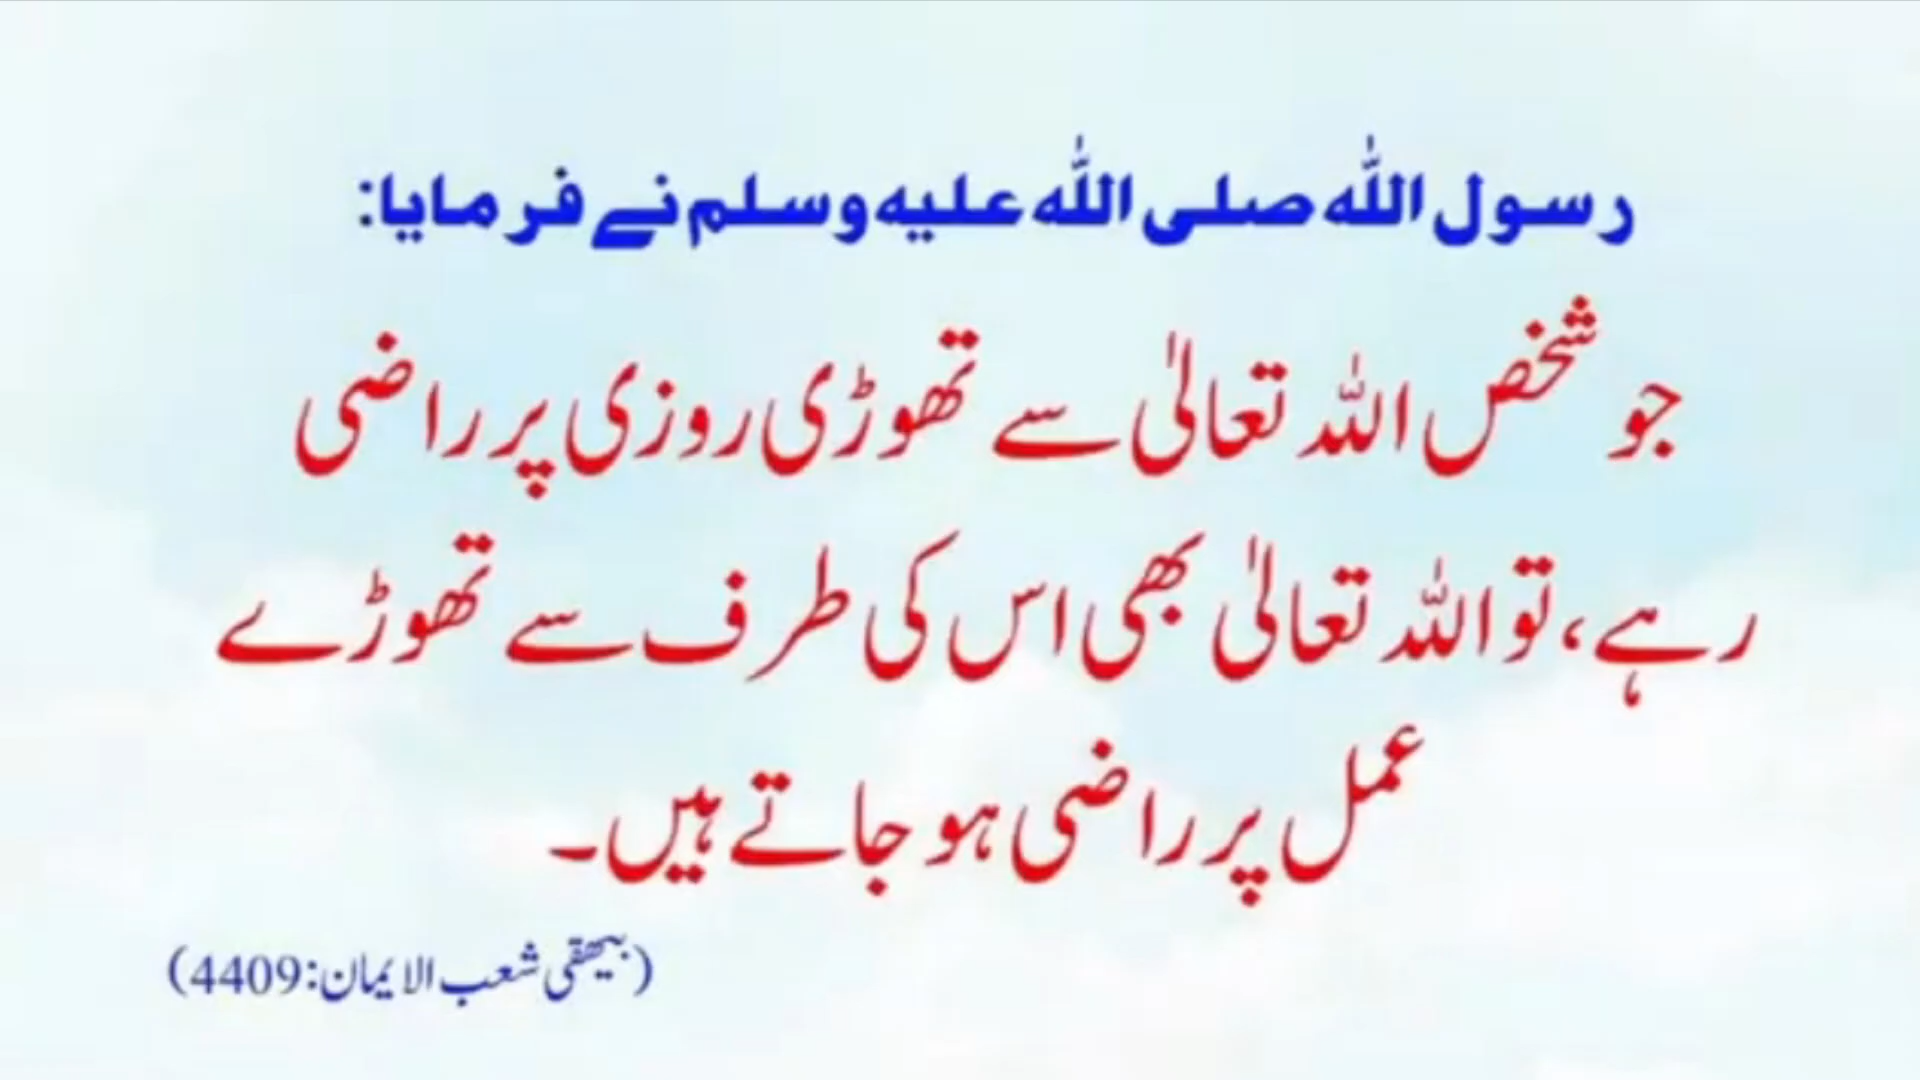 رسول اللہ صلی اللہ علیہ وسلم نے فرمایا:
جو شخص اللہ تعالیٰ سے تھوڑی روزی پر راضی
رہے، تو اللہ تعالیٰ بھی اس کی طرف سے تھوڑے
عمل پر راضی ہو جاتے ہیں۔
(بیھقی شعب الایمان: 4409)